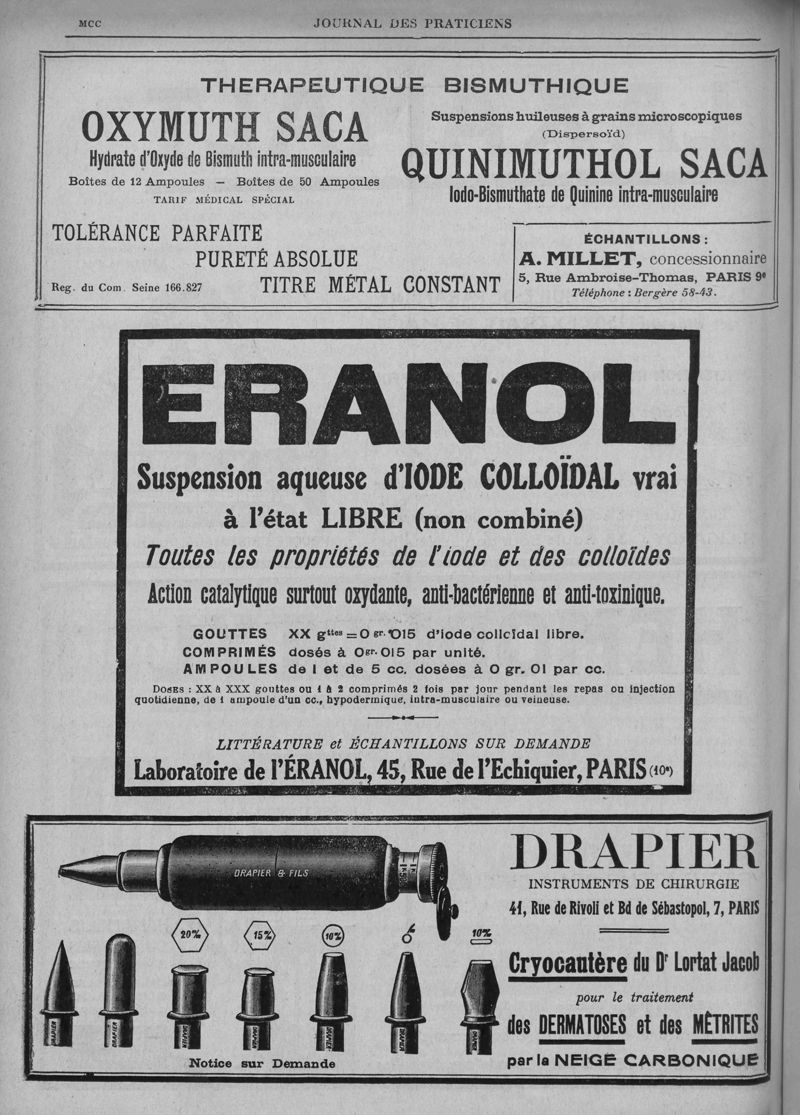 MCC
JOURNAL DES PRATICIENS
THERAPEUTIQUE BISMUTHIQUE
OXYMUTH SACA
Hydrate d'Oxyde de Bismuth intra-musculaire
Boîtes de 12 Ampoules — Boîtes de 50 Ampoules
TARIF MÉDICAL SPÉCIAL
Suspensions huileuses à grains microscopiques
(Dispersoïd)
QUINIMUTHOL SACA
Iodo-Bismuthate de Quinine intra-musculaire
TOLÉRANCE PARFAITE
PURETÉ ABSOLUE
Reg. du Com. Seine 166.827
TITRE MÉTAL CONSTANT
ÉCHANTILLONS :
A. MILLET, concessionnaire
5, Rue Ambroise-Thomas, PARIS 9e
Téléphone : Bergère 58-43.
ERANOL
Suspension aqueuse d'IODE COLLOÏDAL vrai
à l'état LIBRE (non combiné)
Toutes les propriétés de l'iode et des colloïdes
Action catalytique surtout oxydante, anti-bactérienne et anti-toxinique.
GOUTTES XX gttes = 0 gr. 015 d'iode colloïdal libre.
COMPRIMÉS dosés à 0gr. 015 par unité.
AMPOULES de 1 et de 5 cc. dosées à 0 gr. 01 par cc.
DOSES : XX à XXX gouttes ou 1 à 2 comprimés 2 fois par jour pendant les repas ou injection
quotidienne, de 1 ampoule d'un cc., hypodermique, intra-musculaire ou veineuse.
LITTÉRATURE et ÉCHANTILLONS SUR DEMANDE
Laboratoire de l'ÉRANOL, 45, Rue de l'Echiquier, PARIS (10e)
DRAPIER & FILS
20%
15%
10%
10%
DRAPIER
DRAPIER
DRAPIER
DRAPIER
DRAPIER
DRAPIER
DRAPIER
Notice sur Demande
DRAPIER
INSTRUMENTS DE CHIRURGIE
41, Rue de Rivoli et Bd de Sébastopol, 7, PARIS
Cryocautère du Dr Lortat Jacob
pour le traitement
des DERMATOSES et des MÉTRITES
par la NEIGE CARBONIQUE